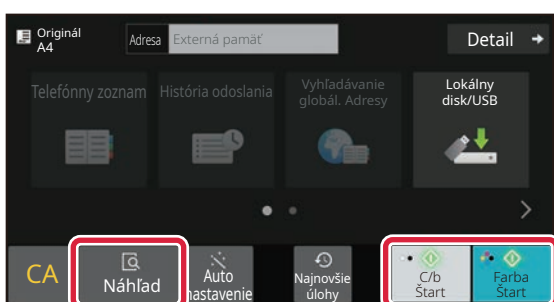 Originál
A4
Adresa
Externá pamäť
Detail
Telefónny zoznam
História odoslania
Vyhľadávanie
globál. Adresy
Lokálny
disk/USB
CA
Náhľad
Auto
nastavenie
Najnovšie
úlohy
C/b
Štart
Farba
Štart